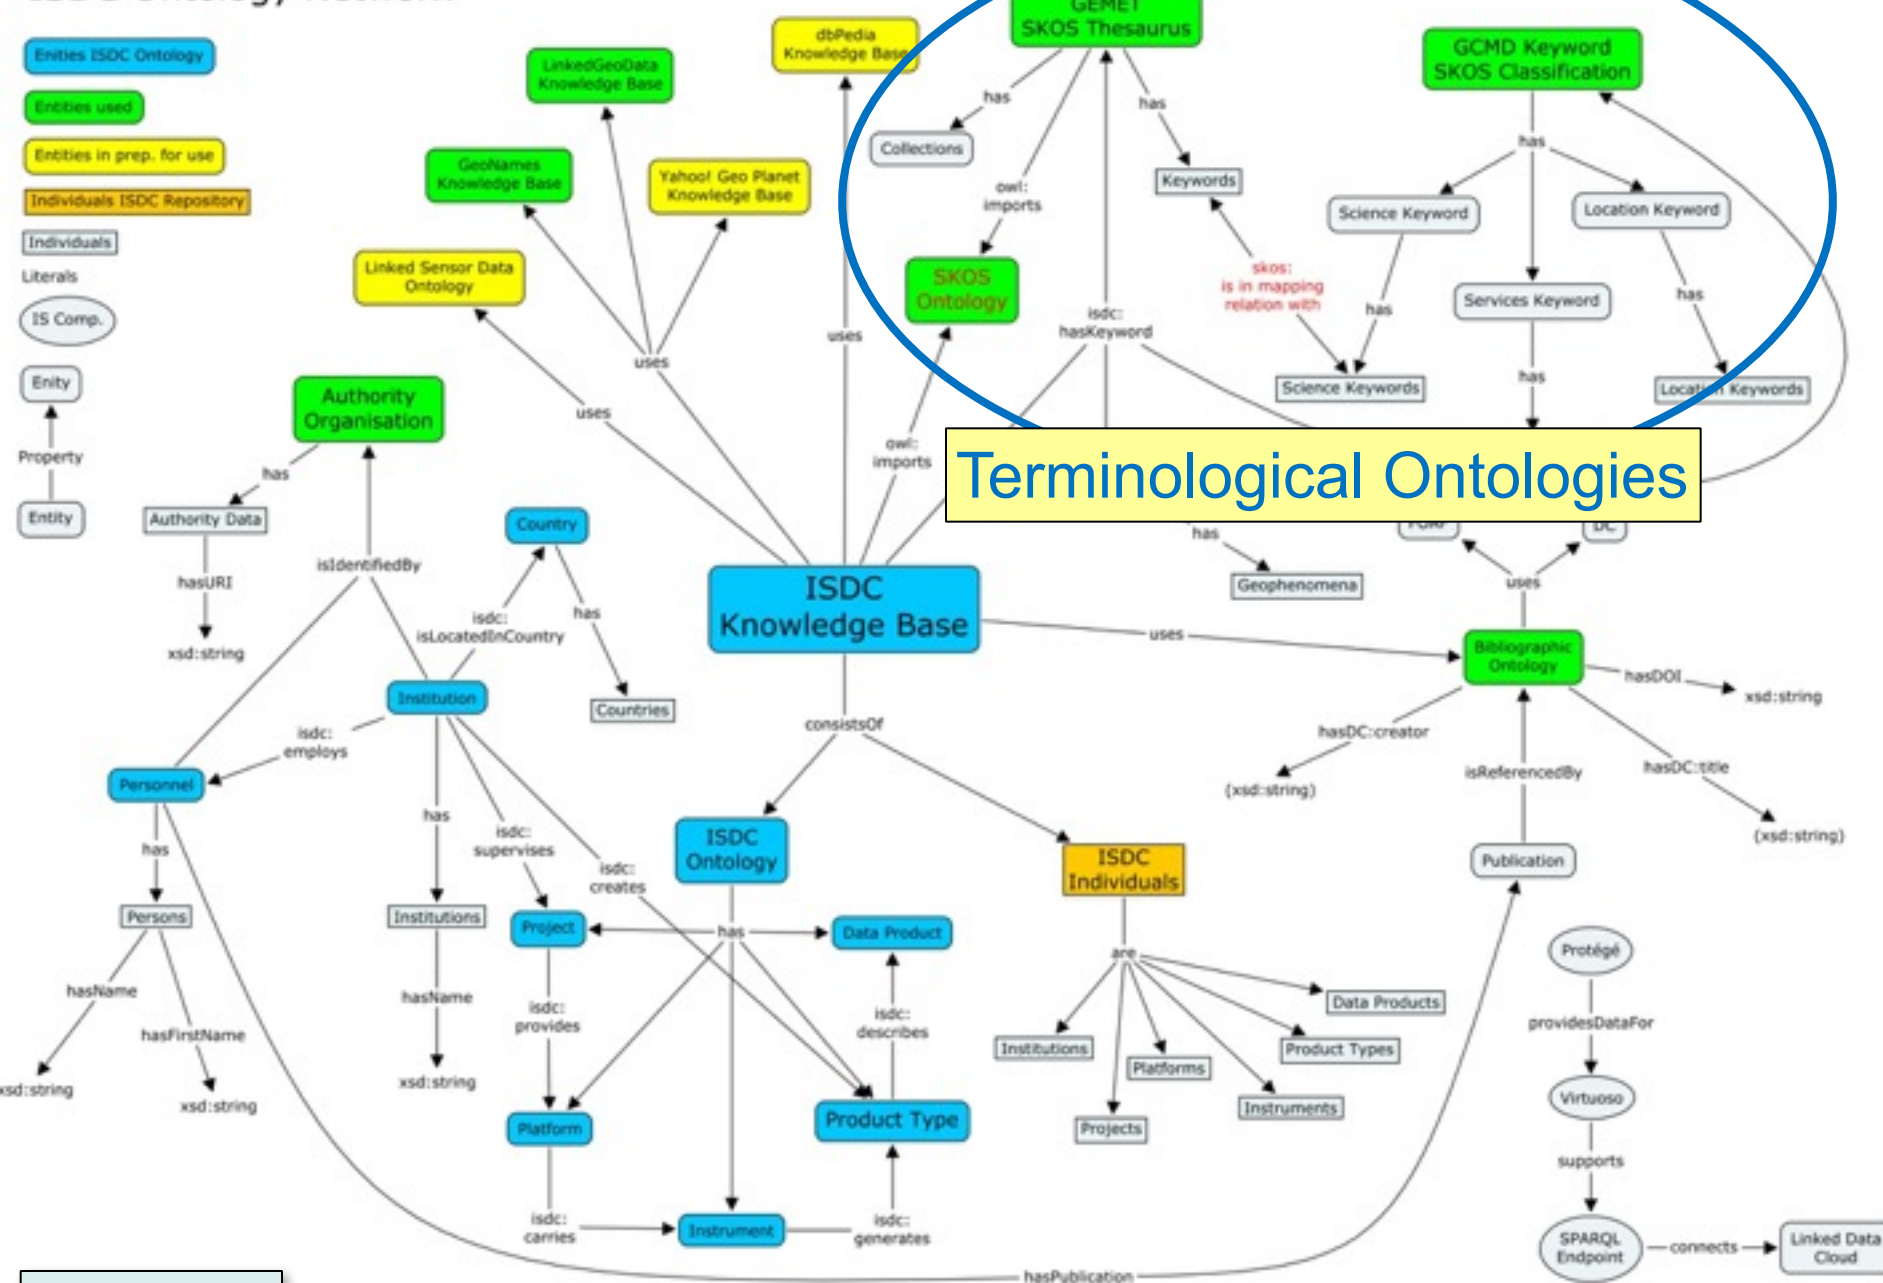 Enities ISDC Ontology
Entities used
Entities in prep. for use
Individuals ISDC Repository
Individuals
Literals
IS Comp.
Enity
Property
Entity
dbPedia
Knowledge Base
LinkedGeoData
Knowledge Base
GeoNames
Knowledge Base
Yahoo! Geo Planet
Knowledge Base
Linked Sensor Data
Ontology
uses
uses
uses
GEMET
SKOS Thesaurus
has
Collections
owl:
imports
has
Keywords
SKOS
Ontology
isdc:
hasKeyword
skos:
is in mapping
relation with
GCMD Keyword
SKOS Classification
has
Science Keyword
Location Keyword
Services Keyword
has
has
has
Science Keywords
Location Keywords
owl:
imports
Terminological Ontologies
Authority
Organisation
has
Authority Data
hasURI
xsd:string
isIdentifiedBy
Country
isdc:
isLocatedInCountry
has
Countries
Institution
isdc:
employs
Personnel
has
Persons
hasName
xsd:string
hasFirstName
xsd:string
has
Institutions
hasName
xsd:string
isdc:
supervises
isdc:
creates
ISDC
Knowledge Base
has
Geophenomena
DC
uses
uses
Bibliographic
Ontology
hasDOI
xsd:string
hasDC:creator
(xsd:string)
hasDC:title
(xsd:string)
isReferencedBy
Publication
consistsOf
ISDC
Ontology
has
Project
Data Product
isdc:
provides
isdc:
describes
Platform
Product Type
isdc:
carries
Instrument
isdc:
generates
ISDC
Individuals
are
Institutions
Projects
Platforms
Instruments
Product Types
Data Products
hasPublication
Protégé
providesDataFor
Virtuoso
supports
SPARQL
Endpoint
connects
Linked Data
Cloud